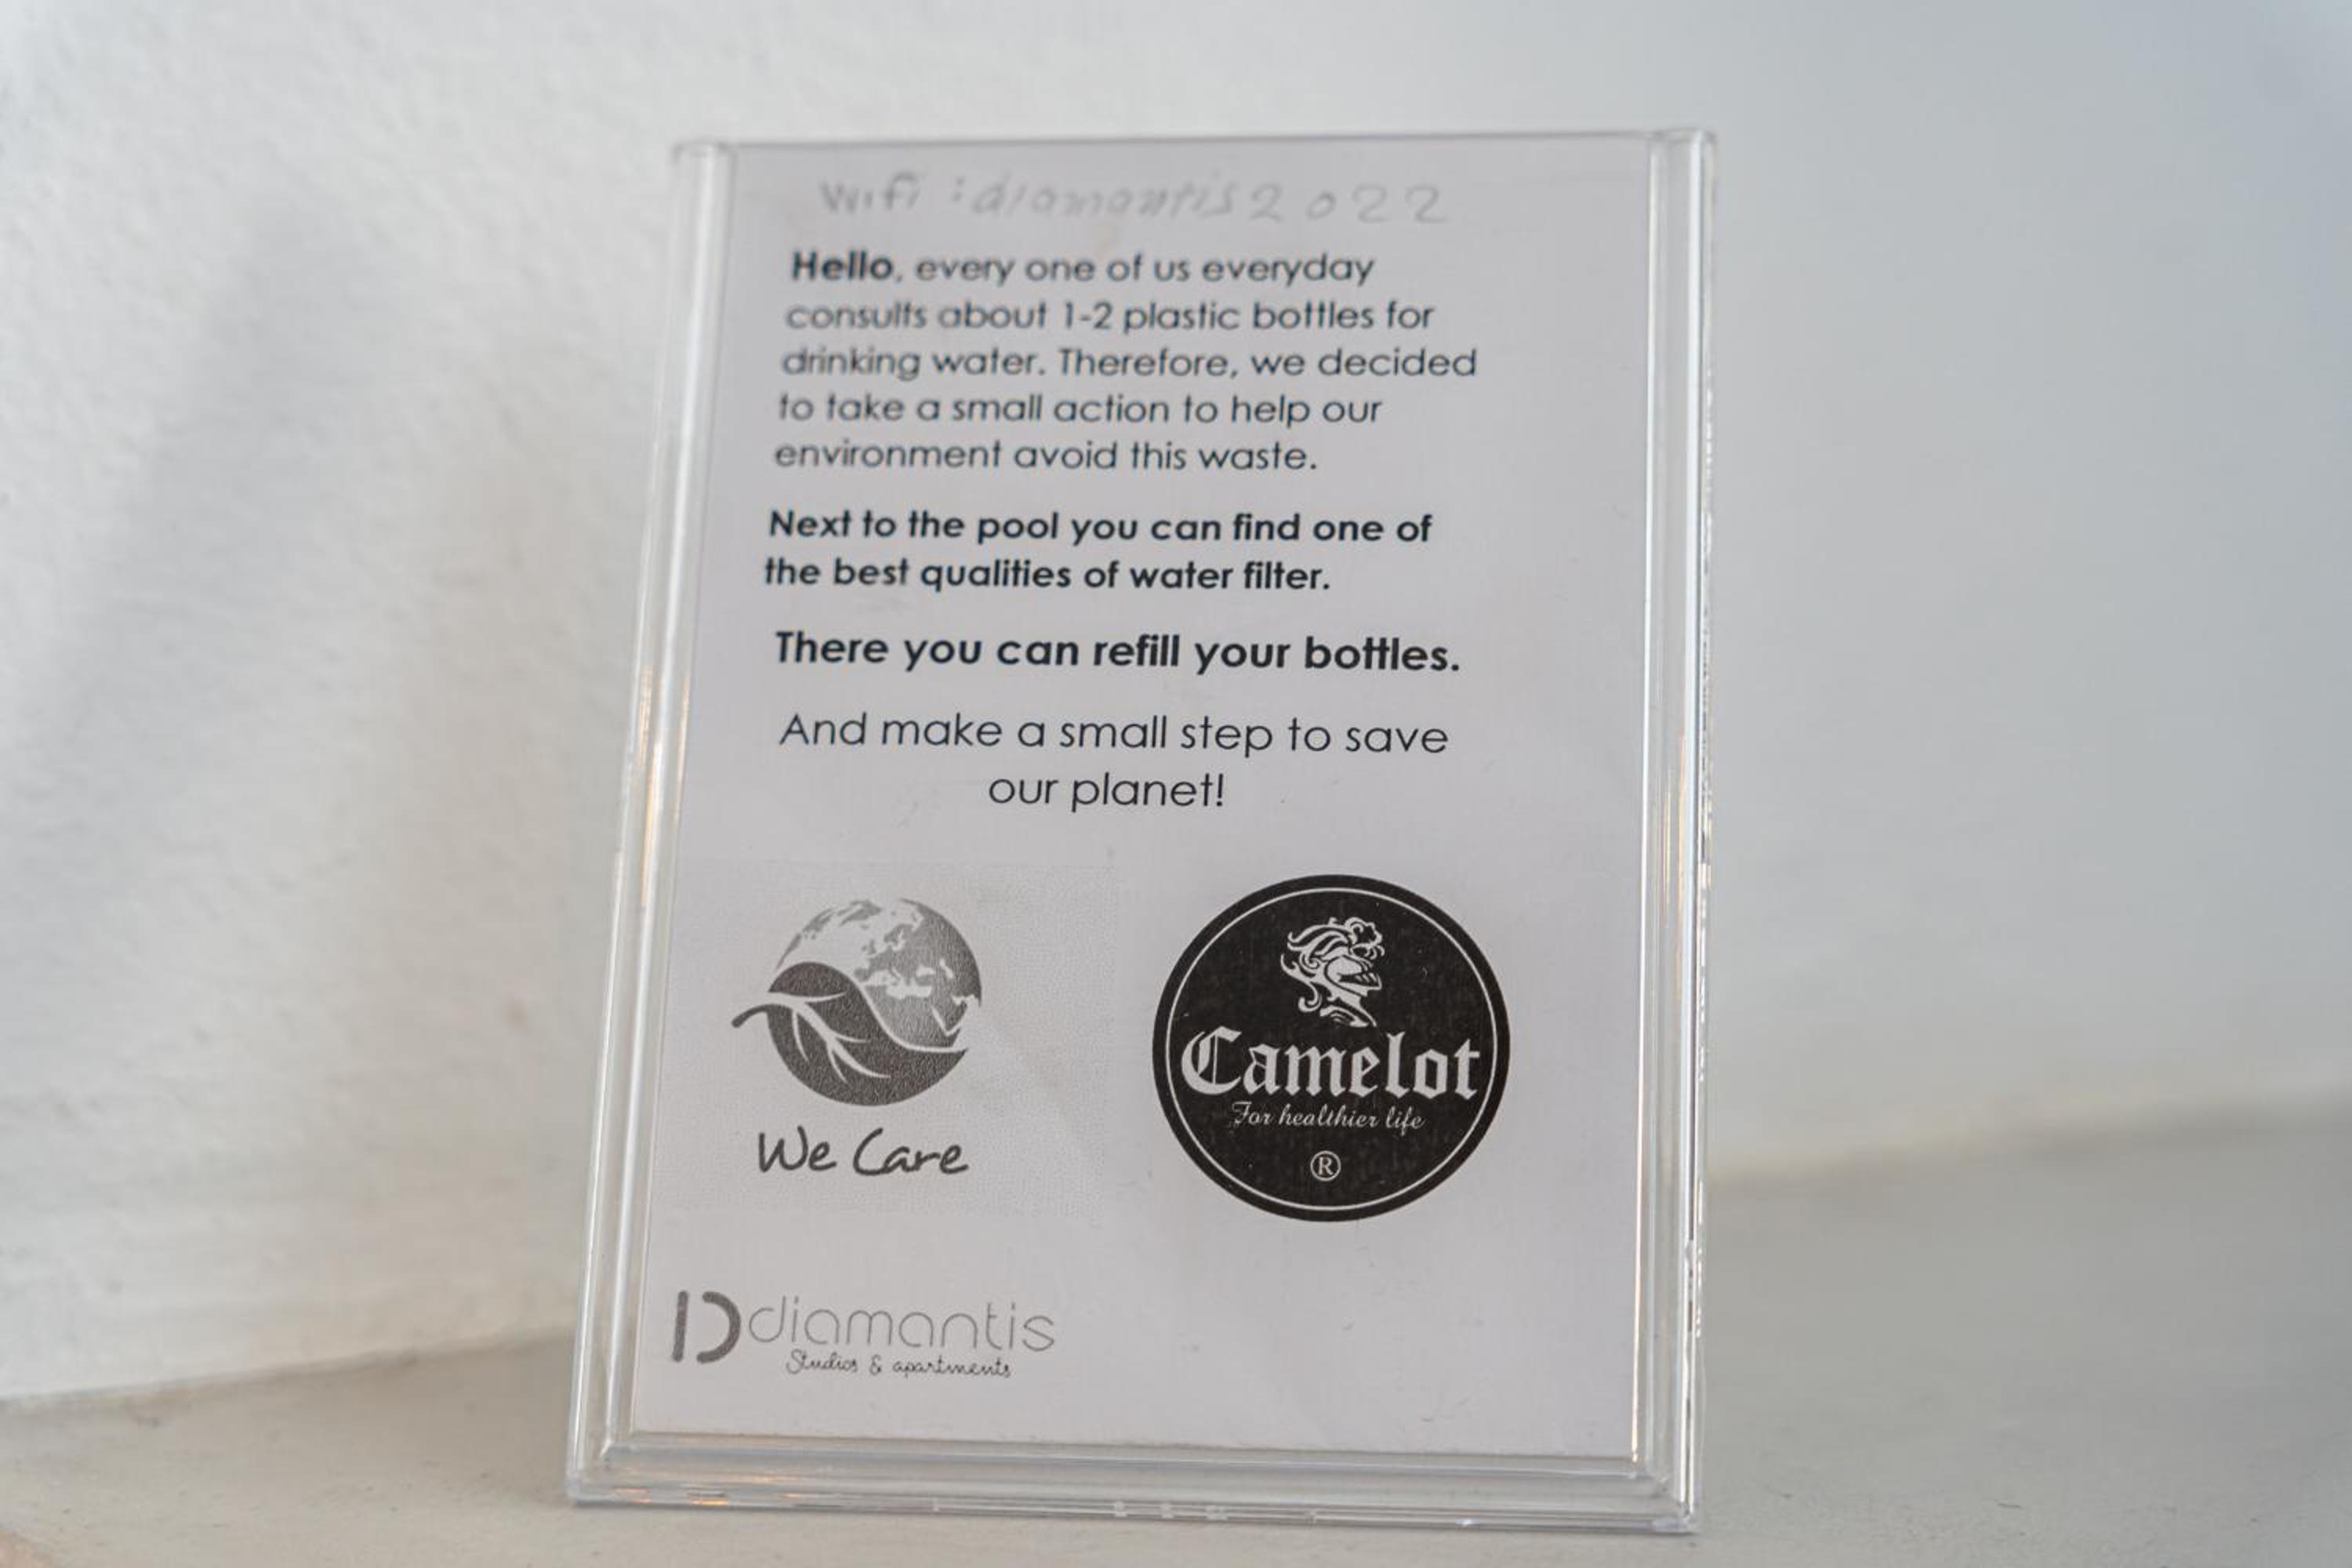 Wifi : diamantis2022
Hello, every one of us everyday
consults about 1-2 plastic bottles for
drinking water. Therefore, we decided
to take a small action to help our
environment avoid this waste.
Next to the pool you can find one of
the best qualities of water filter.
There you can refill your bottles.
And make a small step to save
our planet!
We Care
Camelot
For healthier life
®
D diamantis
Studios & apartments